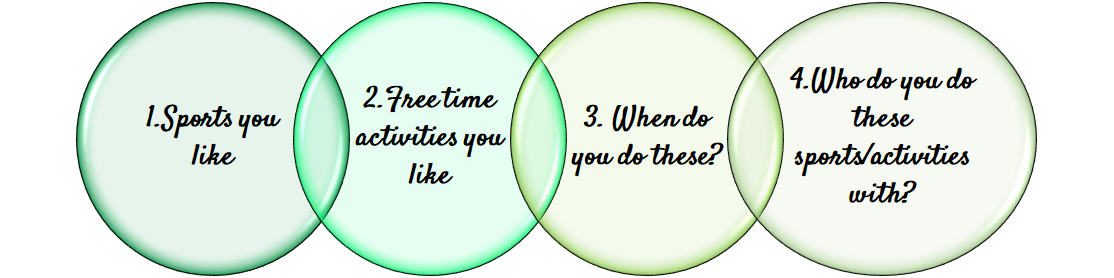 1.Sports you
like
2.Free time
activities you
like
3. When do
you do these?
4.Who do you do
these
sports/activities
with?